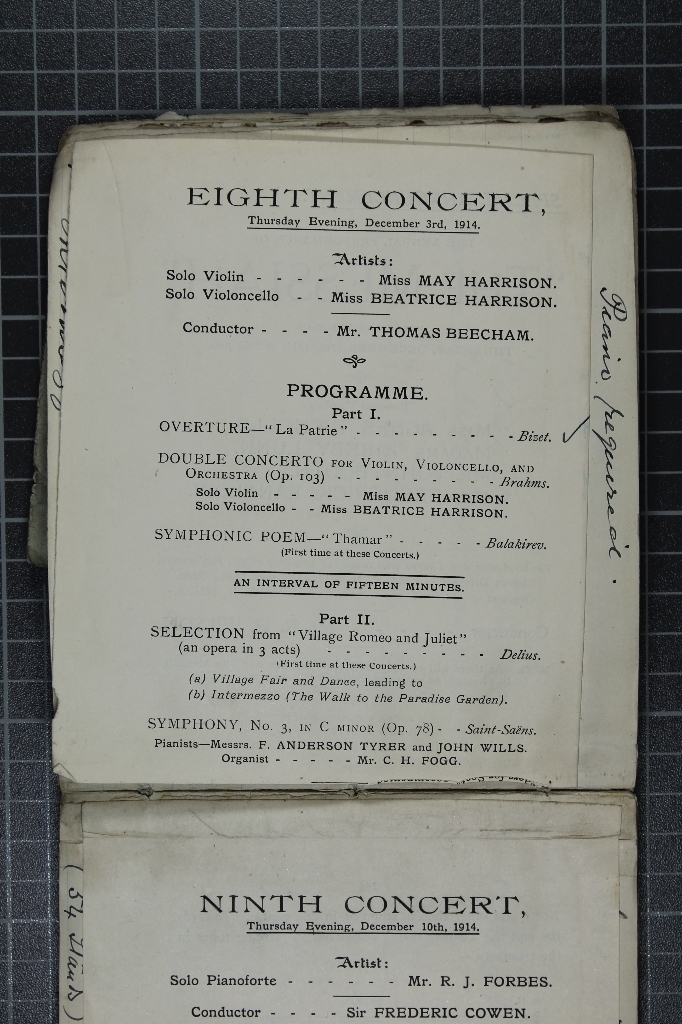 EIGHTH CONCERT,
Thursday Evening, December 3rd, 1914.
Artists:
Solo Violin - - - - - - Miss MAY HARRISON.
Solo Violoncello - - Miss BEATRICE HARRISON.
Conductor - - - - Mr. THOMAS BEECHAM.
PROGRAMME.
Part I.
OVERTURE—"La Patrie" - - - - - - - - - Bizet.
DOUBLE CONCERTO FOR VIOLIN, VIOLONCELLO, AND
ORCHESTRA (Op. 103) - - - - - - - - - Brahms.
Solo Violin - - - - - Miss MAY HARRISON.
Solo Violoncello - - Miss BEATRICE HARRISON.
SYMPHONIC POEM—"Thamar" - - - - - Balakirev.
(First time at these Concerts.)
AN INTERVAL OF FIFTEEN MINUTES.
Part II.
SELECTION from "Village Romeo and Juliet"
(an opera in 3 acts) - - - - - - - - - Delius.
(First time at these Concerts.)
(a) Village Fair and Dance, leading to
(b) Intermezzo (The Walk to the Paradise Garden).
SYMPHONY, No. 3, IN C MINOR (Op. 78) - - Saint-Saëns.
Pianists—Messrs. F. ANDERSON TYRER and JOHN WILLS.
Organist - - - - - Mr. C. H. FOGG.
Piano required.
NINTH CONCERT,
Thursday Evening, December 10th, 1914.
Artist:
Solo Pianoforte - - - - - - Mr. R. J. FORBES.
Conductor - - - - Sir FREDERIC COWEN.